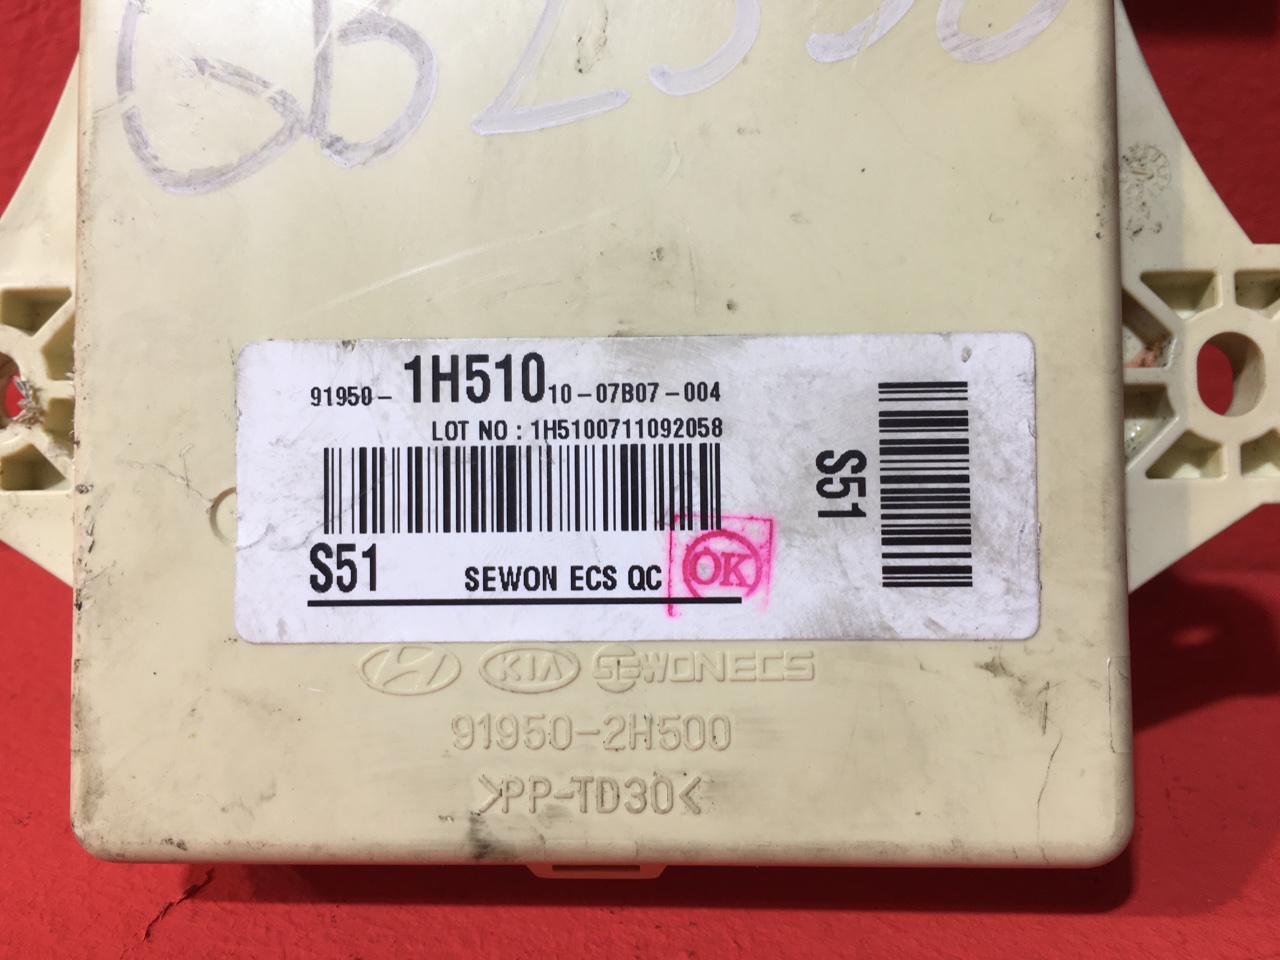 91950-1H510 10-07B07-004
LOT NO : 1H5100711092058
S51
SEWON ECS QC
OK
S51
KIA SEWONECS
91950-2H500
>PP-TD30<